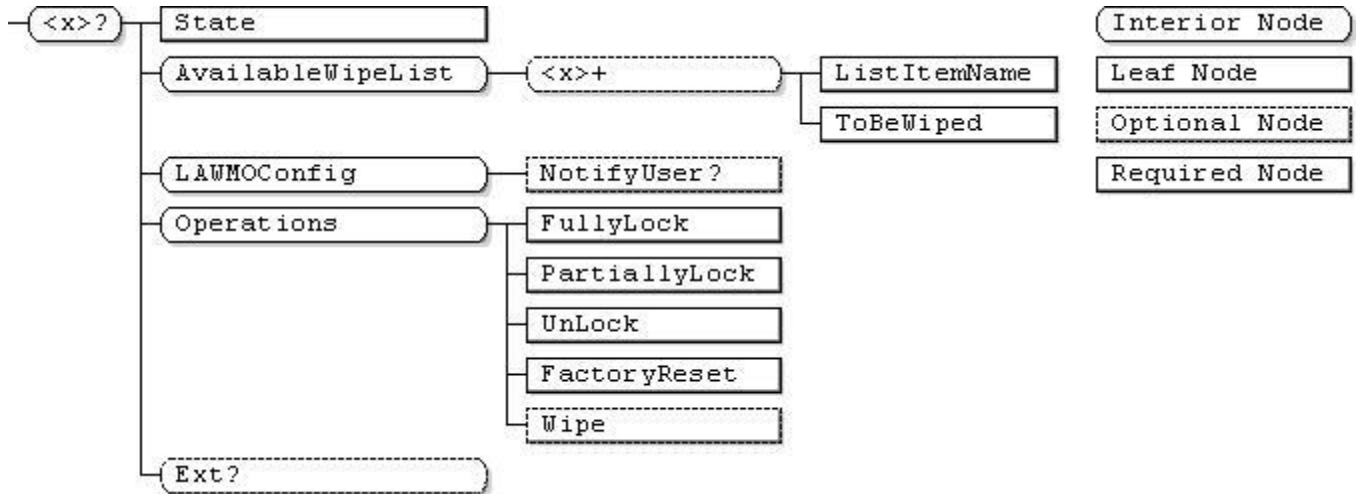 <x>?
State
AvailableWipeList
<x>+
ListItemName
ToBeWiped
LAWMOConfig
NotifyUser?
Operations
FullyLock
PartiallyLock
UnLock
FactoryReset
Wipe
Ext?
Interior Node
Leaf Node
Optional Node
Required Node